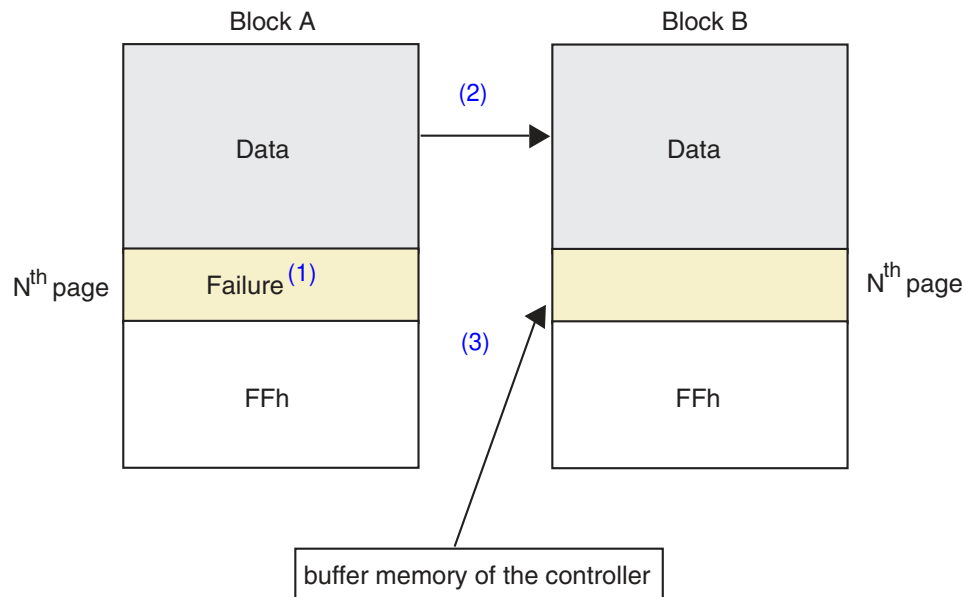 Block A
Block B
(2)
Data
Data
Nth page
Failure(1)
Nth page
(3)
FFh
FFh
buffer memory of the controller